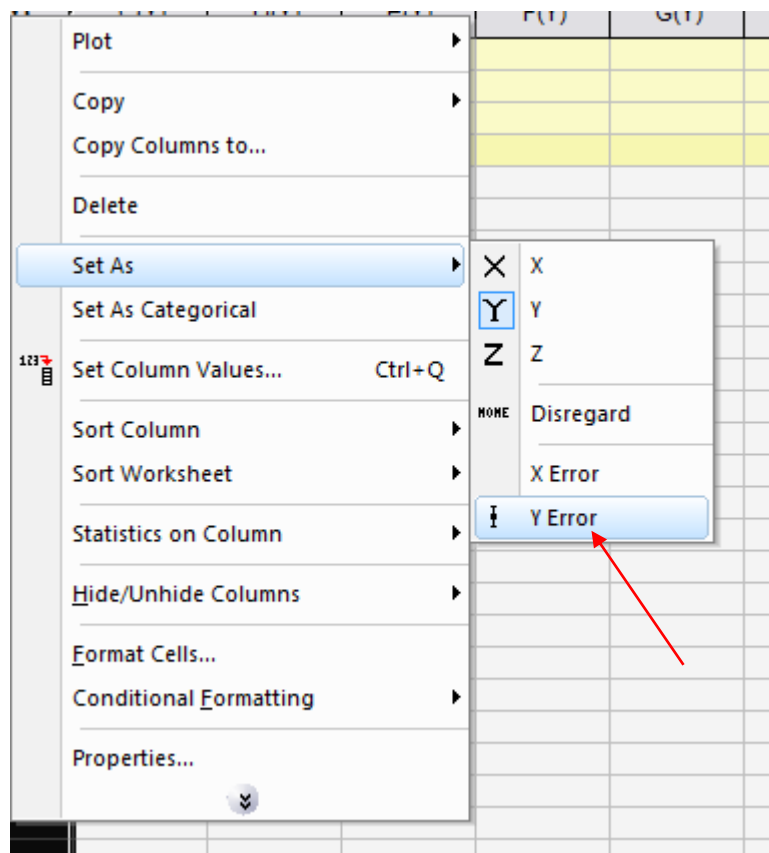 F(Y) G(Y)
Plot
Copy
Copy Columns to...
Delete
Set As
X
Set As Categorical
Y
Z
Set Column Values... Ctrl+Q
Disregard
Sort Column
Sort Worksheet
X Error
Y Error
Statistics on Column
Hide/Unhide Columns
Format Cells...
Conditional Formatting
Properties...